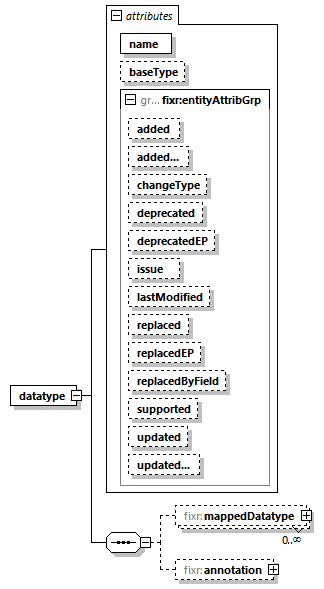 attributes
name
baseType
gr... fixr:entityAttribGrp
added
added...
changeType
deprecated
deprecatedEP
issue
lastModified
replaced
replacedEP
replacedByField
supported
updated
updated...
datatype
fixr:mappedDatatype
0..∞
fixr:annotation